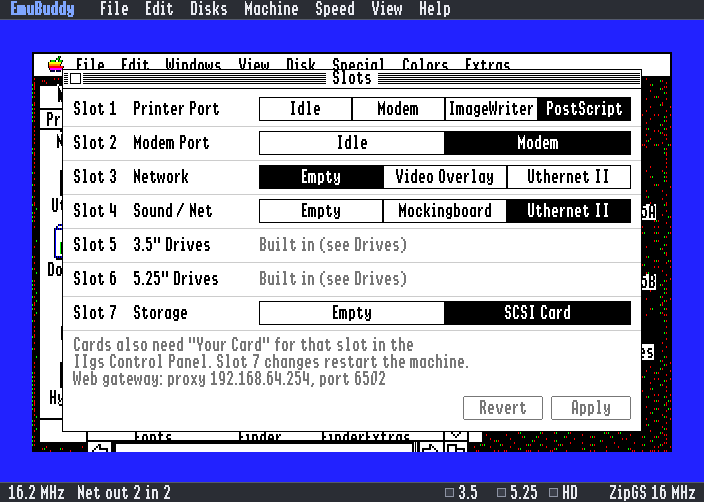 EmuBuddy File Edit Disks Machine Speed View Help
File Edit Windows View Disk Special Colors Extras
Slots
Slot 1 Printer Port Idle Modem ImageWriter PostScript
Slot 2 Modem Port Idle Modem
Slot 3 Network Empty Video Overlay Uthernet II
Slot 4 Sound / Net Empty Mockingboard Uthernet II
Slot 5 3.5" Drives Built in (see Drives)
Slot 6 5.25" Drives Built in (see Drives)
Slot 7 Storage Empty SCSI Card
Cards also need "Your Card" for that slot in the
IIgs Control Panel. Slot 7 changes restart the machine.
Web gateway: proxy 192.168.64.254, port 6502
Revert Apply
Fonts Finder FinderExtras
16.2 MHz Net out 2 in 2 3.5 5.25 HD ZipGS 16 MHz